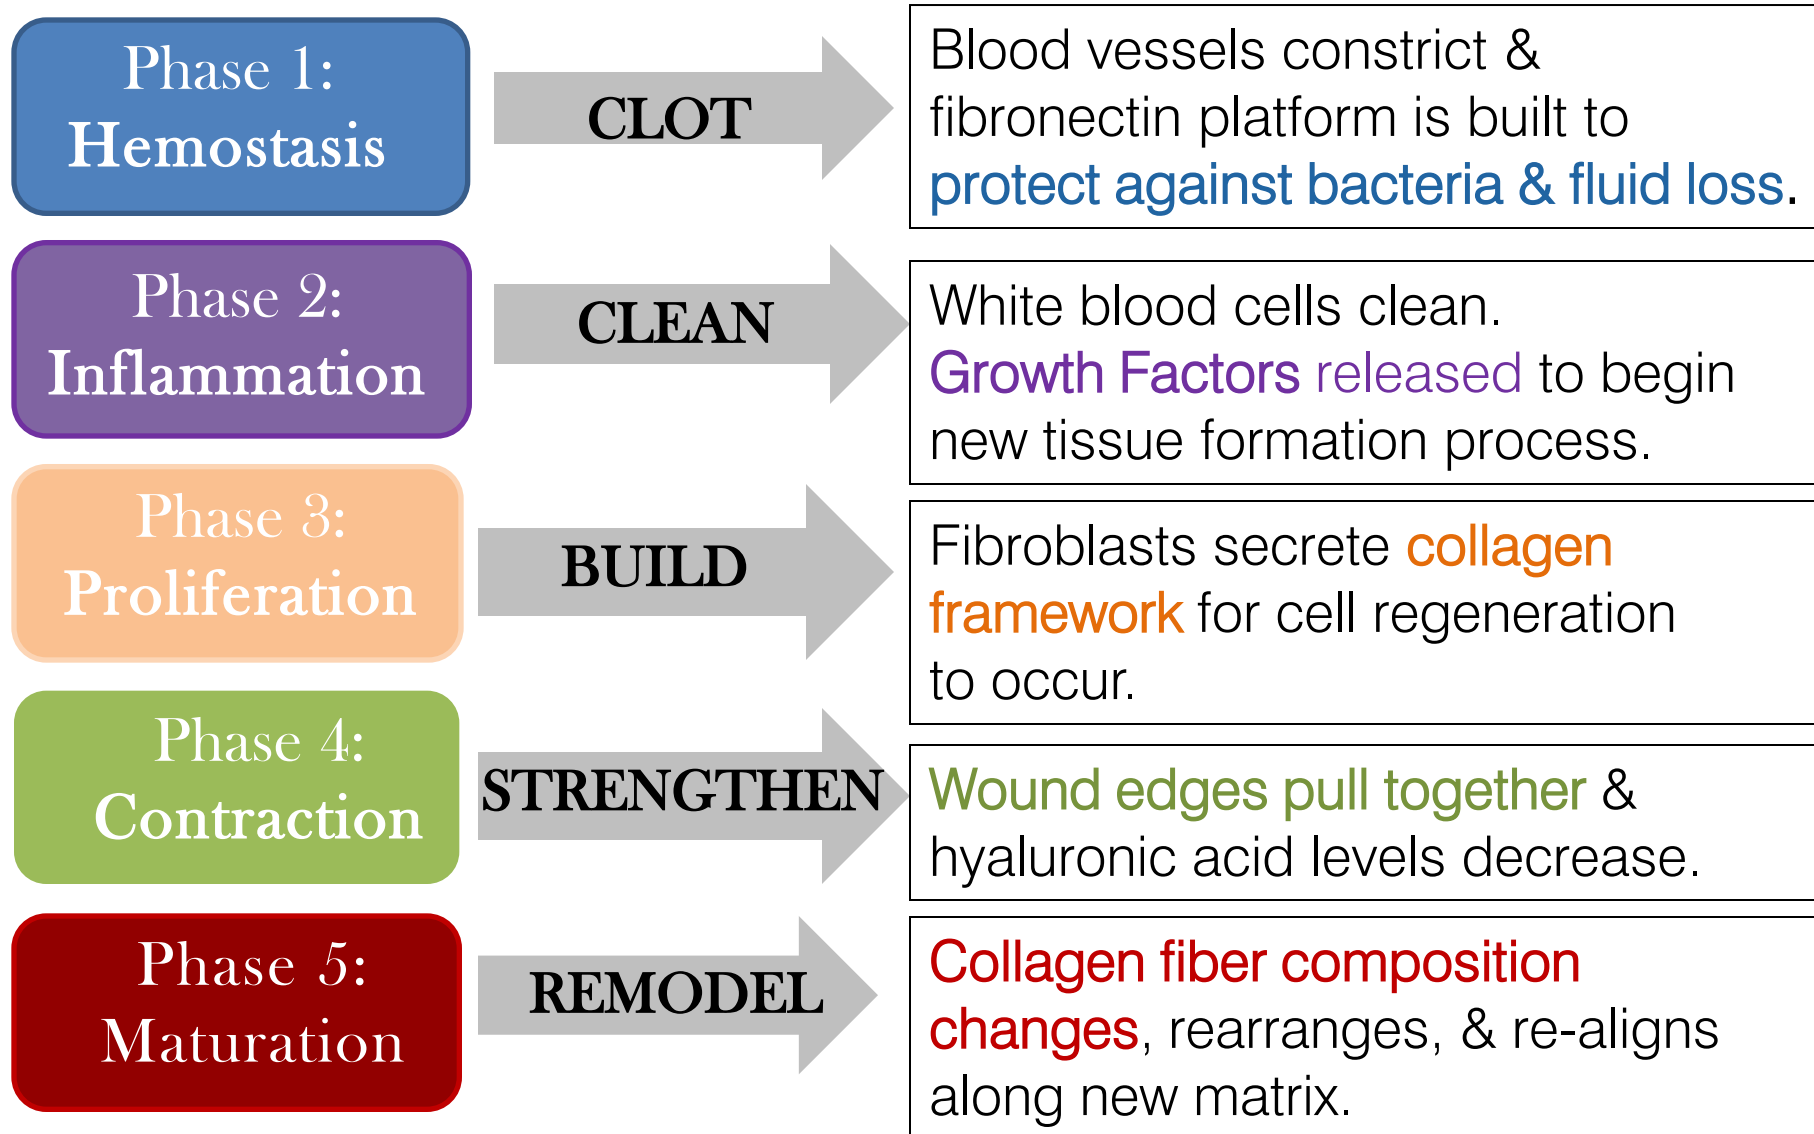 Phase 1:
Hemostasis
CLOT
Blood vessels constrict &
fibronectin platform is built to
protect against bacteria & fluid loss.
Phase 2:
Inflammation
CLEAN
White blood cells clean.
Growth Factors released to begin
new tissue formation process.
Phase 3:
Proliferation
BUILD
Fibroblasts secrete collagen
framework for cell regeneration
to occur.
Phase 4:
Contraction
STRENGTHEN
Wound edges pull together &
hyaluronic acid levels decrease.
Phase 5:
Maturation
REMODEL
Collagen fiber composition
changes, rearranges, & re-aligns
along new matrix.